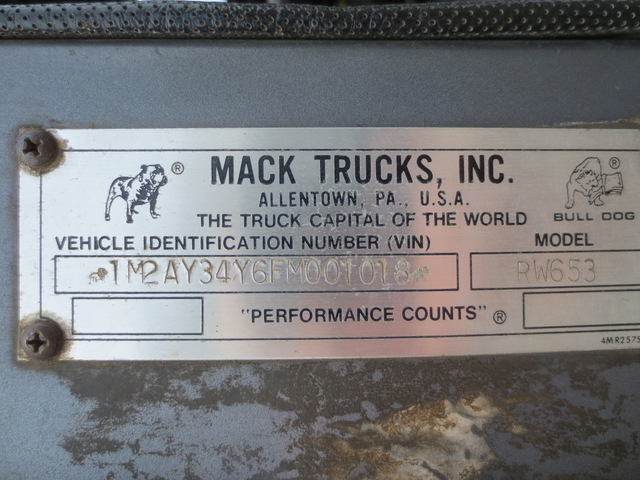 MACK TRUCKS, INC.
ALLENTOWN, PA., U.S.A.
THE TRUCK CAPITAL OF THE WORLD
® ®
BULL DOG
VEHICLE IDENTIFICATION NUMBER (VIN) MODEL
1M2AY34Y6FM001018 RW653
"PERFORMANCE COUNTS" ®
4MR2575